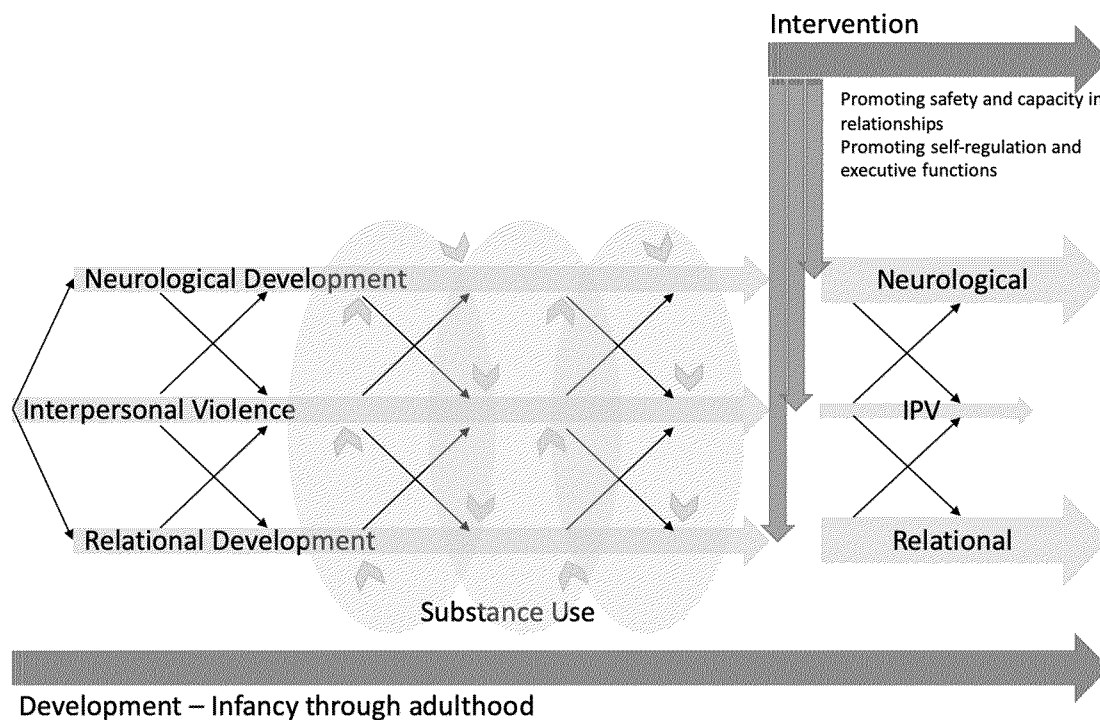 Intervention
Promoting safety and capacity in
relationships
Promoting self-regulation and
executive functions
Neurological Development
Neurological
Interpersonal Violence
IPV
Relational Development
Relational
Substance Use
Development – Infancy through adulthood